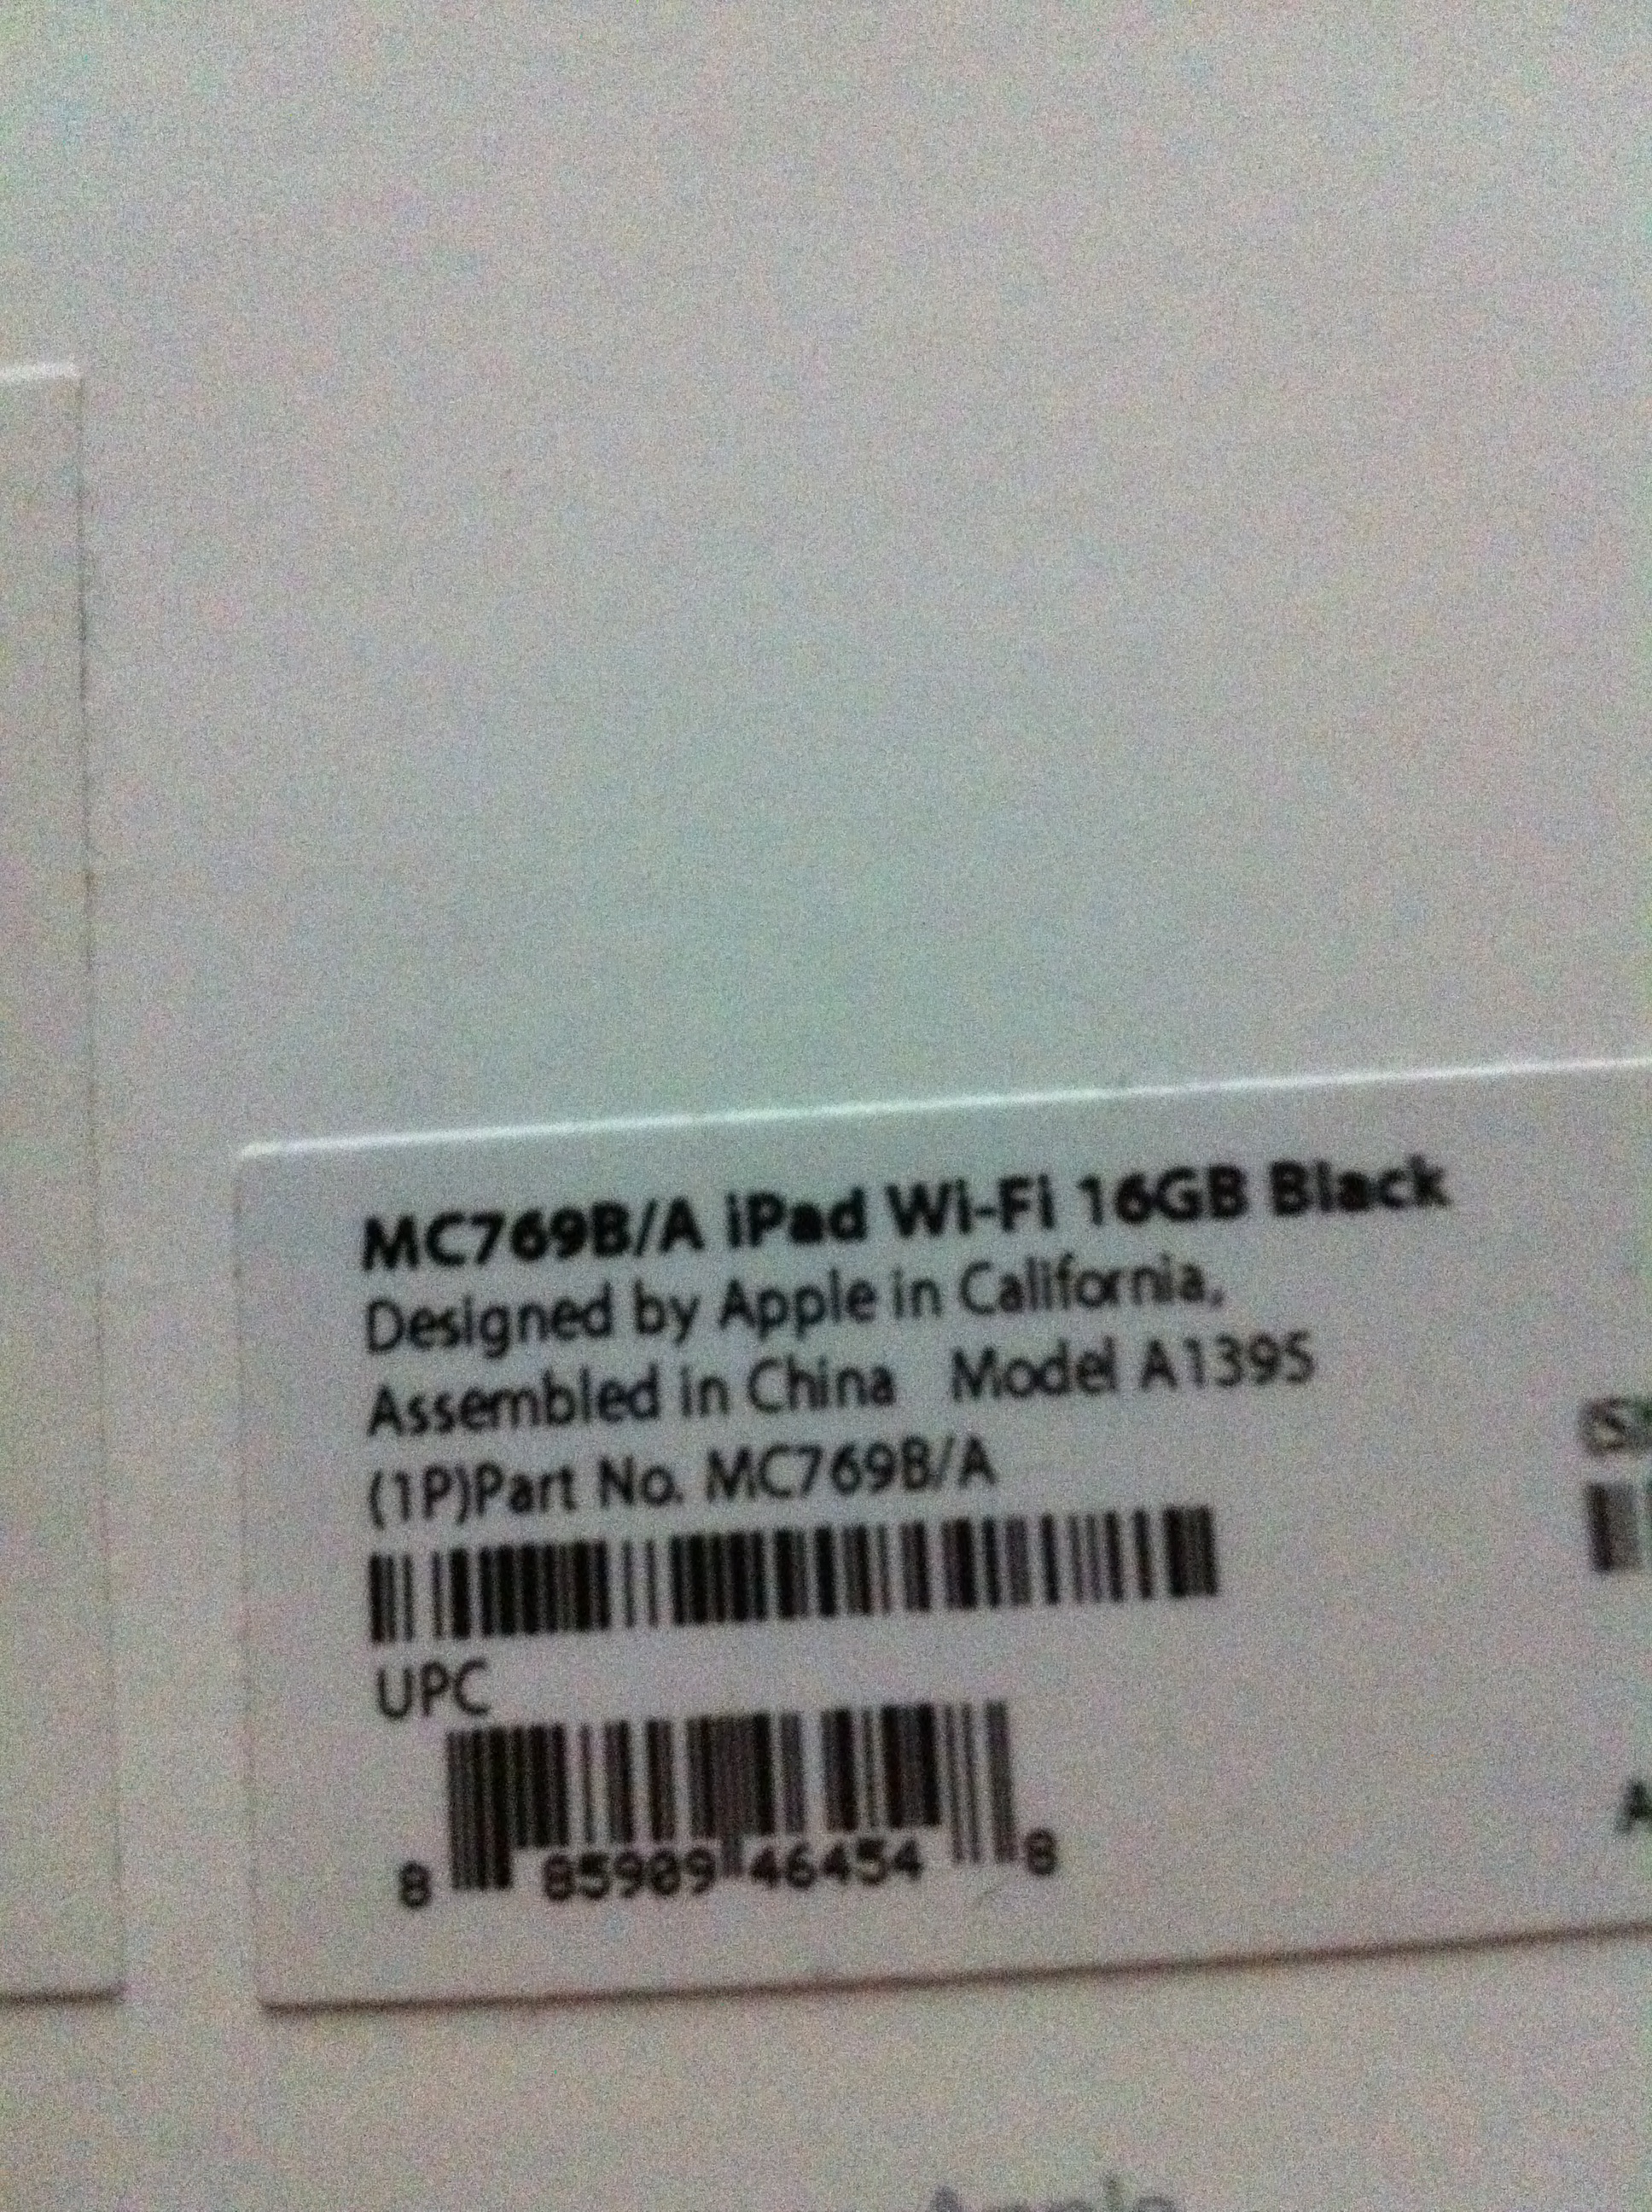 MC769B/A iPad Wi-Fi 16GB Black
Designed by Apple in California,
Assembled in China Model A1395
(1P)Part No. MC769B/A
UPC
8 85909 46454 8
Apple